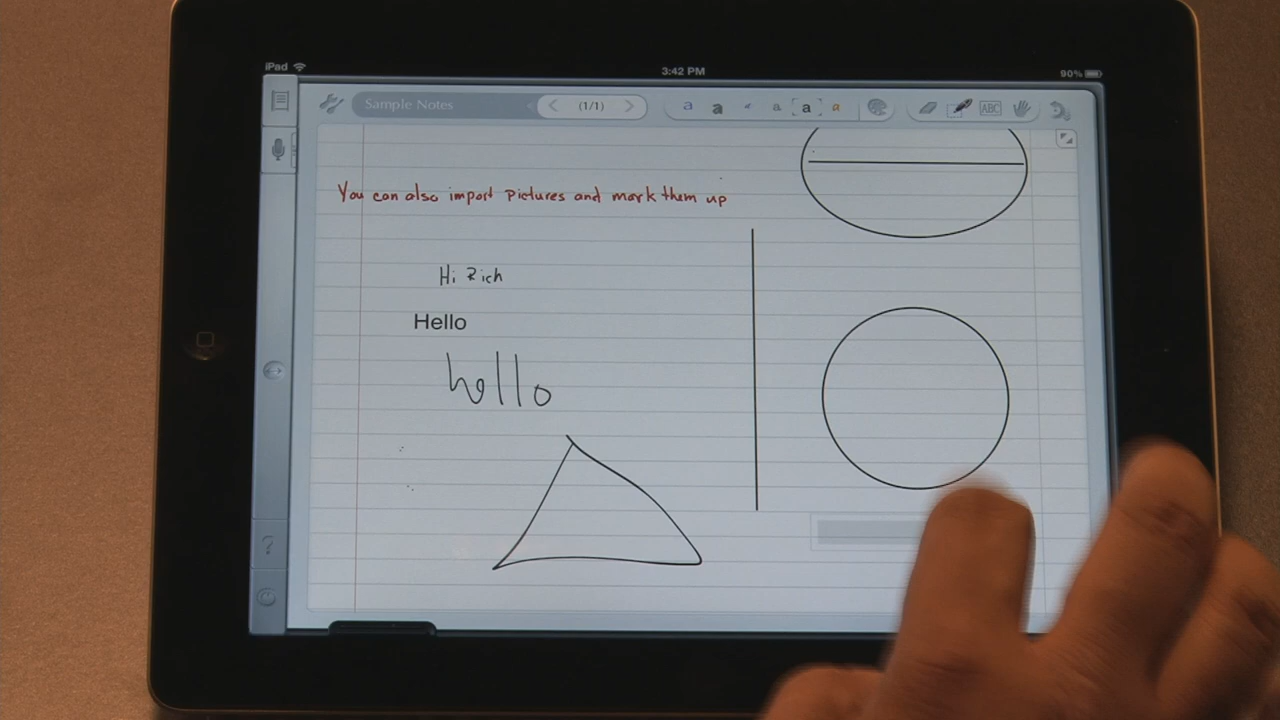 iPad 3:42 PM 90%
Sample Notes (1/1) a a a a a ABC
You can also import Pictures and mark them up
Hi Rich
Hello
hello
?